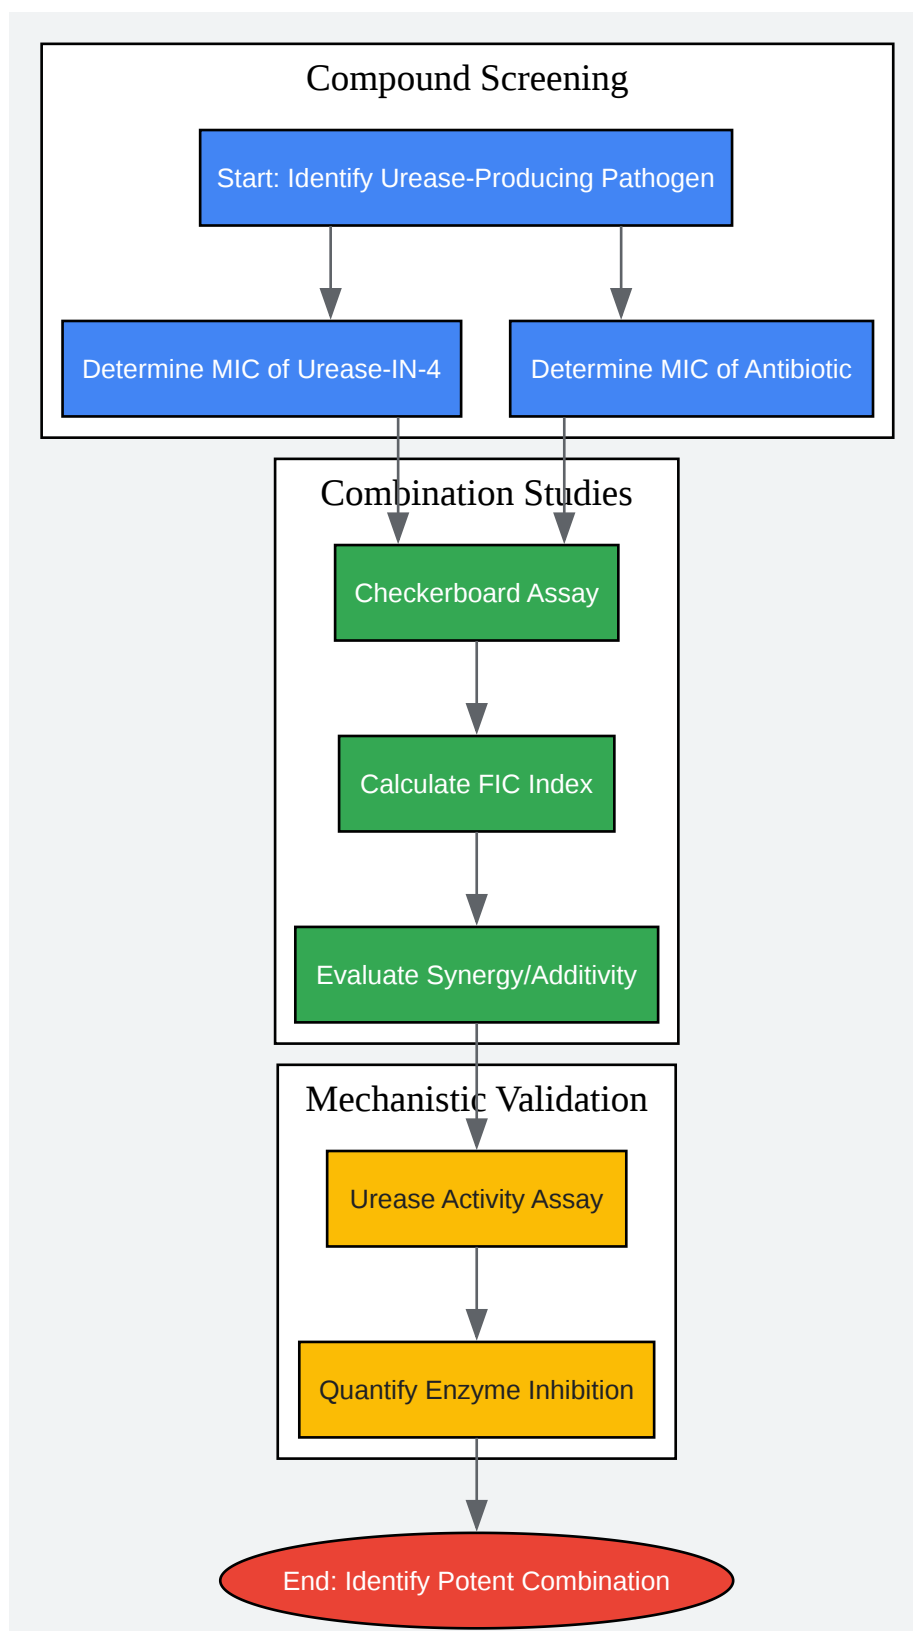 Compound Screening
Start: Identify Urease-Producing Pathogen
Determine MIC of Urease-IN-4
Determine MIC of Antibiotic
Combination Studies
Checkerboard Assay
Calculate FIC Index
Evaluate Synergy/Additivity
Mechanistic Validation
Urease Activity Assay
Quantify Enzyme Inhibition
End: Identify Potent Combination